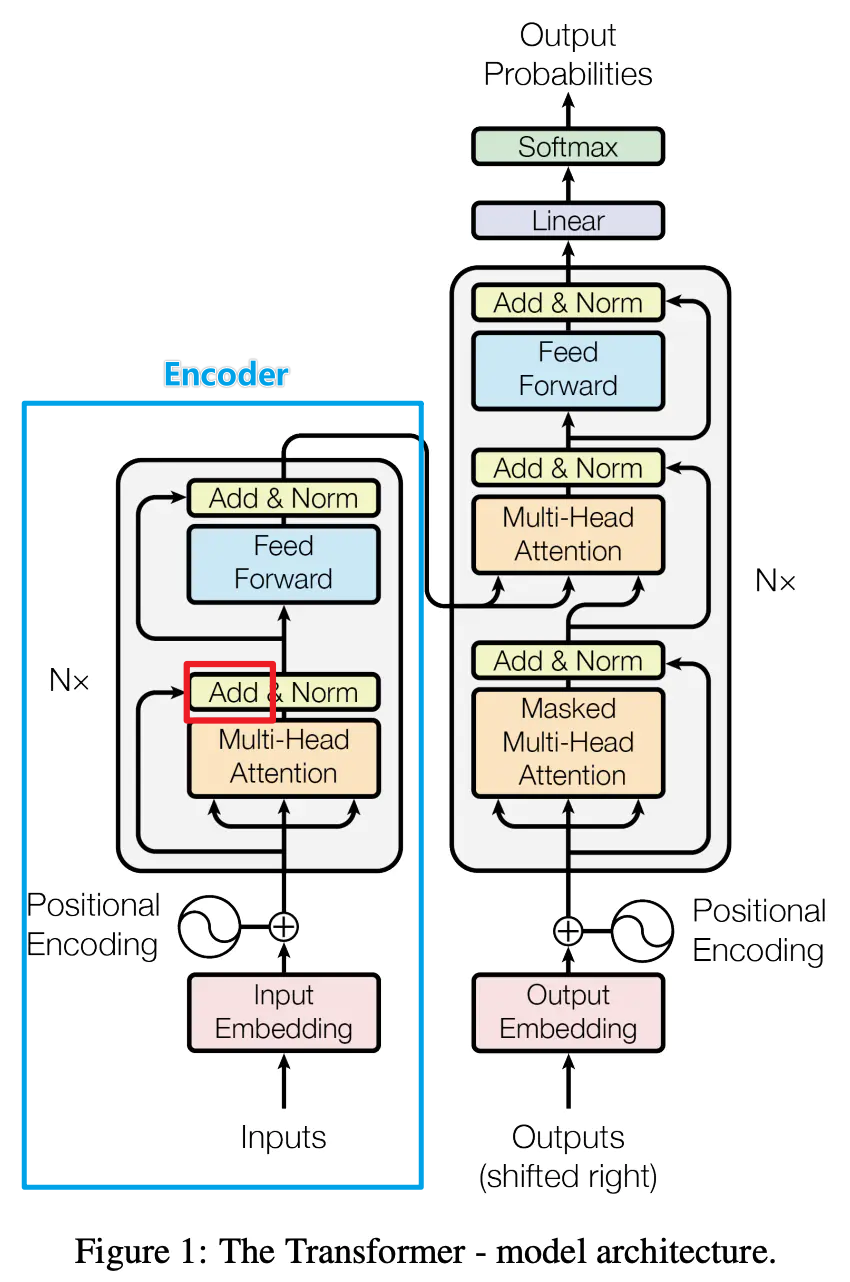 Output
Probabilities
Softmax
Linear
Add & Norm
Feed
Forward
Add & Norm
Multi-Head
Attention
Nx
Add & Norm
Masked
Multi-Head
Attention
Encoder
Add & Norm
Feed
Forward
Nx
Add & Norm
Multi-Head
Attention
Positional
Encoding
Input
Embedding
Inputs
Positional
Encoding
Output
Embedding
Outputs
(shifted right)
Figure 1: The Transformer - model architecture.